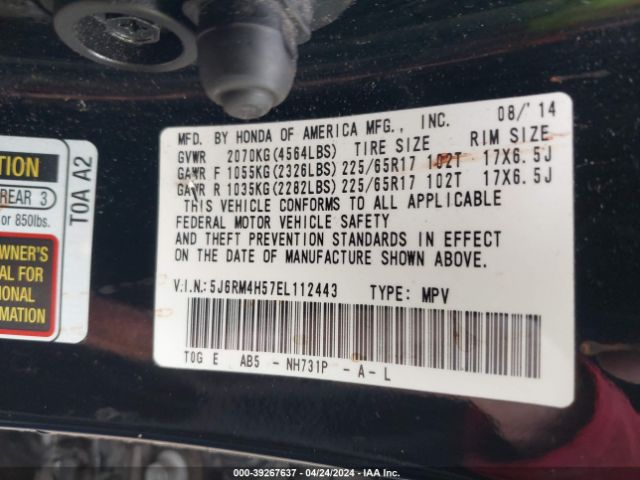 MFD. BY HONDA OF AMERICA MFG., INC. 08/'14
GVWR 2070KG(4564LBS) TIRE SIZE RIM SIZE
GAWR F 1055KG(2326LBS) 225/65R17 102T 17X6.5J
GAWR R 1035KG(2282LBS) 225/65R17 102T 17X6.5J
THIS VEHICLE CONFORMS TO ALL APPLICABLE
FEDERAL MOTOR VEHICLE SAFETY
AND THEFT PREVENTION STANDARDS IN EFFECT
ON THE DATE OF MANUFACTURE SHOWN ABOVE.
V.I.N.: 5J6RM4H57EL112443 TYPE: MPV
T0G E AB5 - NH731P - A - L
TION
REAR 3
or 850lbs.
T0A A2
OWNER'S
AL FOR
IONAL
RMATION
000-39267637 - 04/24/2024 - IAA Inc.